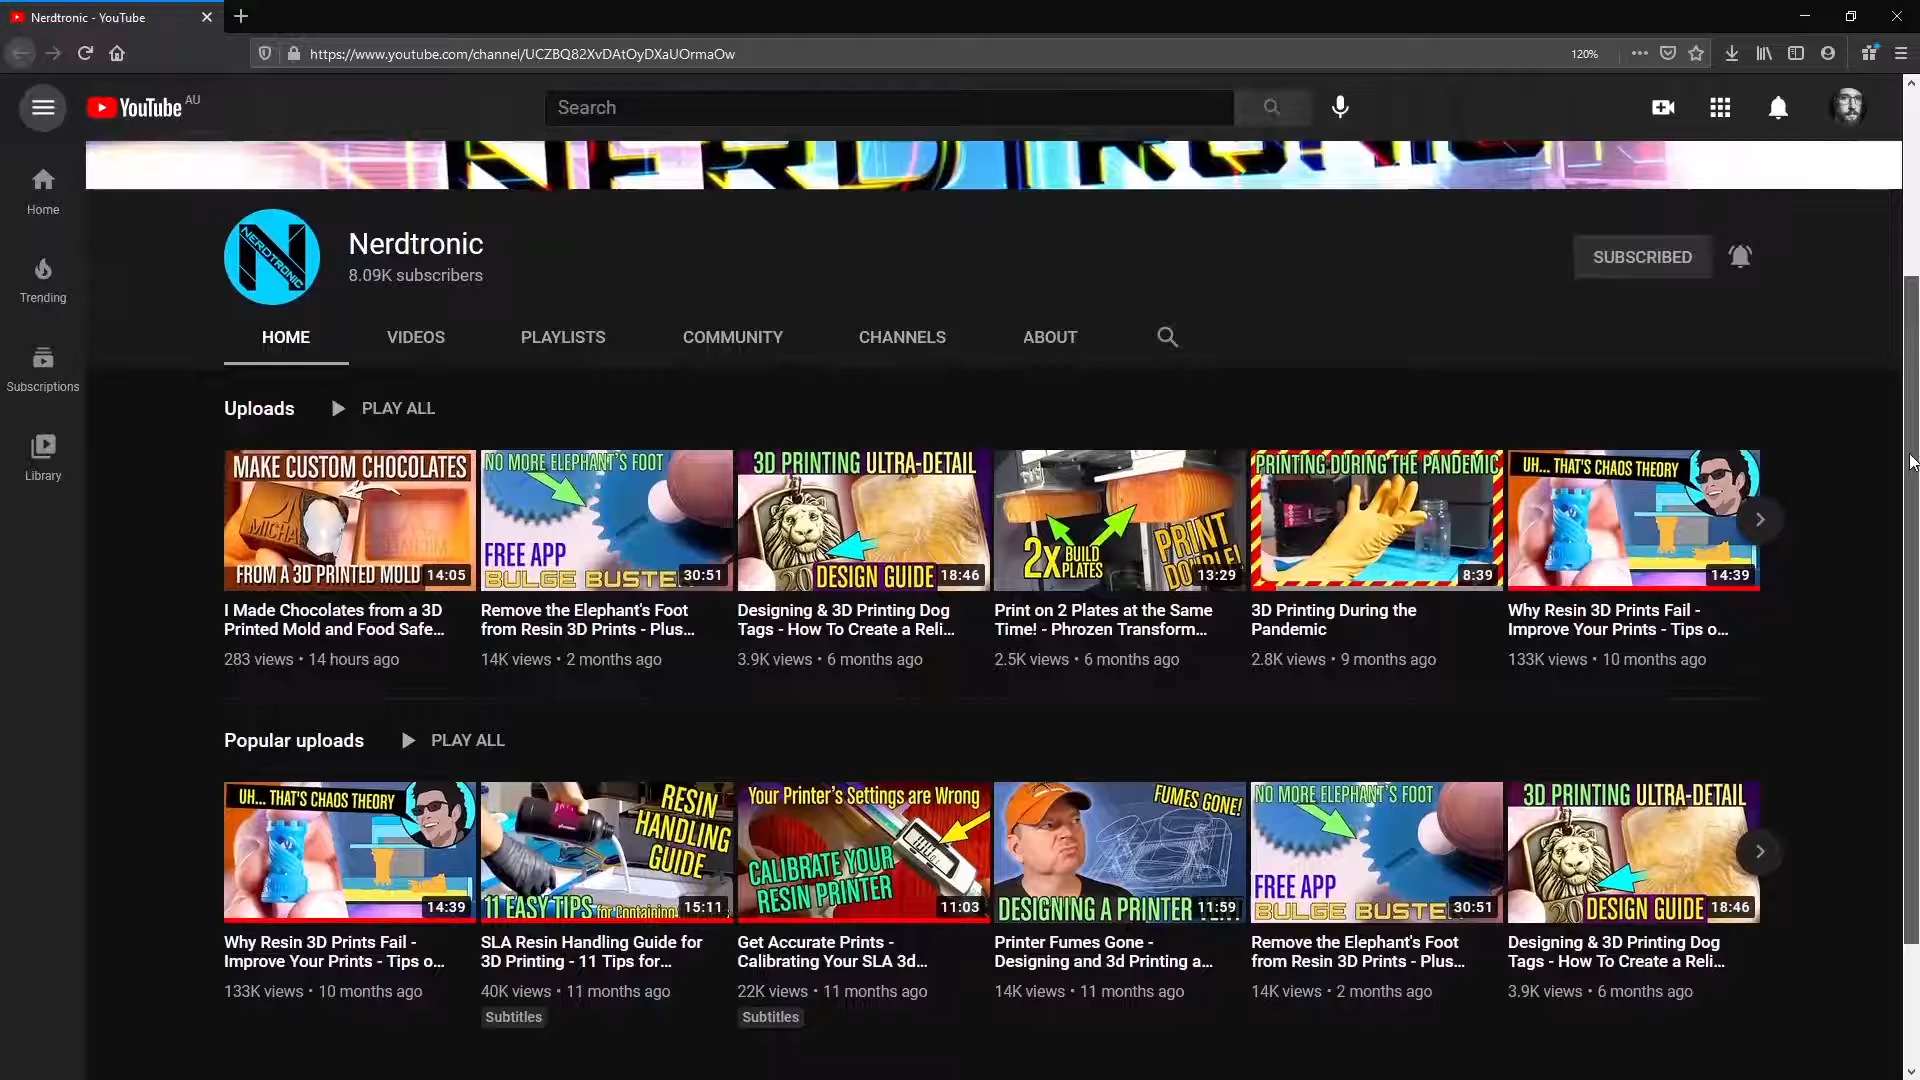 Nerdtronic - YouTube
https://www.youtube.com/channel/UCZBQ82XvDAtOyDXaUOrmaOw
120%
YouTube AU
Search
NERDTRONIC
Home
Trending
Subscriptions
Library
NERDTRONIC
Nerdtronic
8.09K subscribers
SUBSCRIBED
HOME VIDEOS PLAYLISTS COMMUNITY CHANNELS ABOUT
Uploads PLAY ALL
MAKE CUSTOM CHOCOLATES
FROM A 3D PRINTED MOLD
14:05
I Made Chocolates from a 3D
Printed Mold and Food Safe...
283 views • 14 hours ago
NO MORE ELEPHANT'S FOOT
FREE APP
BULGE BUSTE
30:51
Remove the Elephant's Foot
from Resin 3D Prints - Plus...
14K views • 2 months ago
3D PRINTING ULTRA-DETAIL
20 DESIGN GUIDE
18:46
Designing & 3D Printing Dog
Tags - How To Create a Reli...
3.9K views • 6 months ago
2X BUILD
PLATES
PRINT
DOUBLE!
13:29
Print on 2 Plates at the Same
Time! - Phrozen Transform...
2.5K views • 6 months ago
PRINTING DURING THE PANDEMIC
8:39
3D Printing During the
Pandemic
2.8K views • 9 months ago
UH... THAT'S CHAOS THEORY
14:39
Why Resin 3D Prints Fail -
Improve Your Prints - Tips o...
133K views • 10 months ago
Popular uploads PLAY ALL
UH... THAT'S CHAOS THEORY
14:39
Why Resin 3D Prints Fail -
Improve Your Prints - Tips o...
133K views • 10 months ago
RESIN
HANDLING
GUIDE
11 EASY TIPS for Containing
15:11
SLA Resin Handling Guide for
3D Printing - 11 Tips for...
40K views • 11 months ago
Subtitles
Your Printer's Settings are Wrong
CALIBRATE YOUR
RESIN PRINTER
11:03
Get Accurate Prints -
Calibrating Your SLA 3d...
22K views • 11 months ago
Subtitles
FUMES GONE!
DESIGNING A PRINTER
11:59
Printer Fumes Gone -
Designing and 3d Printing a...
14K views • 11 months ago
NO MORE ELEPHANT'S FOOT
FREE APP
BULGE BUSTE
30:51
Remove the Elephant's Foot
from Resin 3D Prints - Plus...
14K views • 2 months ago
3D PRINTING ULTRA-DETAIL
20 DESIGN GUIDE
18:46
Designing & 3D Printing Dog
Tags - How To Create a Reli...
3.9K views • 6 months ago